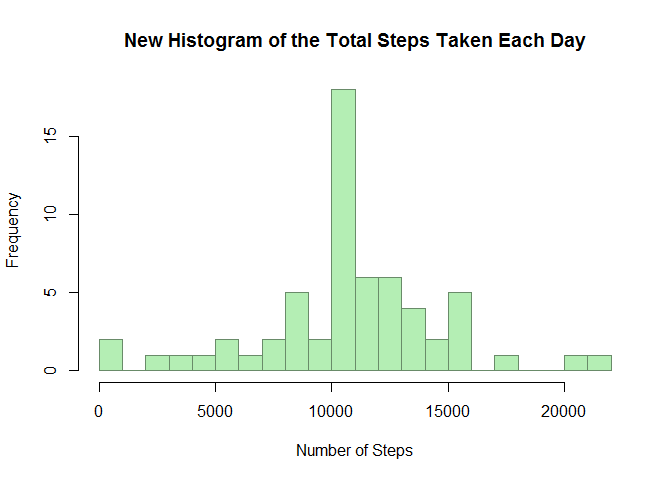 New Histogram of the Total Steps Taken Each Day
Frequency
15
10
5
0
0 5000 10000 15000 20000
Number of Steps